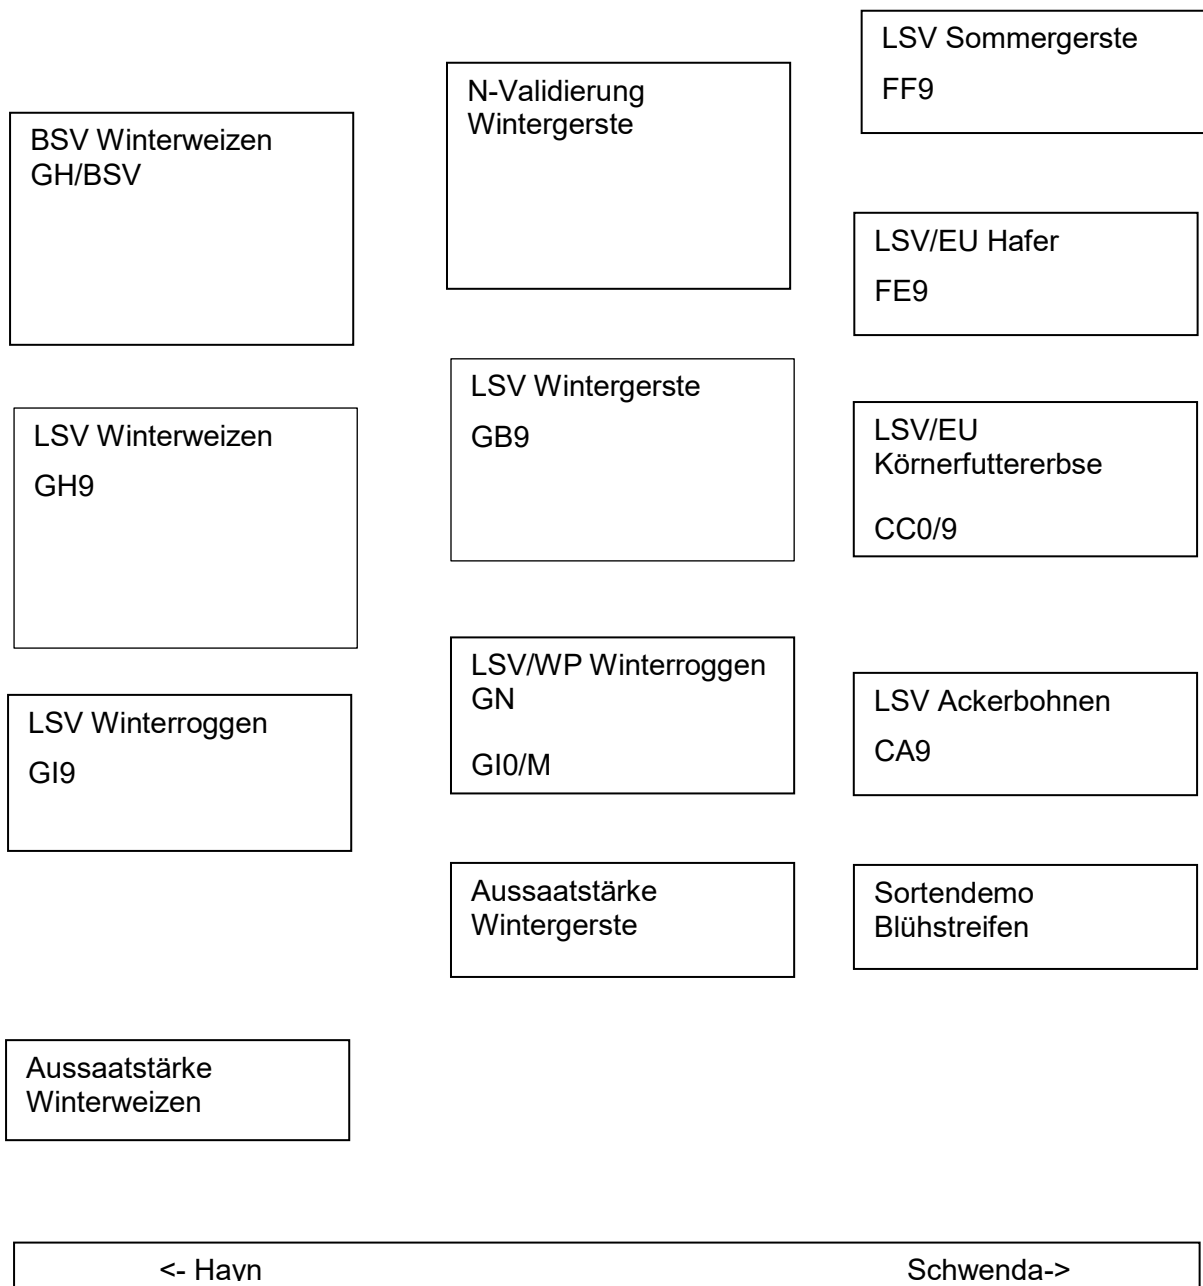 BSV Winterweizen
GH/BSV
LSV Winterweizen
GH9
LSV Winterroggen
GI9
Aussaatstärke
Winterweizen
N-Validierung
Wintergerste
LSV Wintergerste
GB9
LSV/WP Winterroggen
GN
GI0/M
Aussaatstärke
Wintergerste
LSV Sommergerste
FF9
LSV/EU Hafer
FE9
LSV/EU
Körnerfuttererbse
CC0/9
LSV Ackerbohnen
CA9
Sortendemo
Blühstreifen
<- Hayn Schwenda->